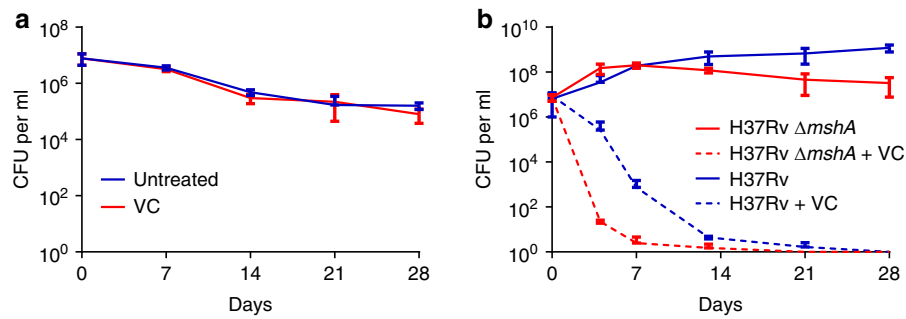 a
CFU per ml
10^8
10^6
10^4
10^2
10^0
Untreated
VC
0 7 14 21 28
Days
b
CFU per ml
10^10
10^8
10^6
10^4
10^2
10^0
H37Rv ΔmshA
H37Rv ΔmshA + VC
H37Rv
H37Rv + VC
0 7 14 21 28
Days